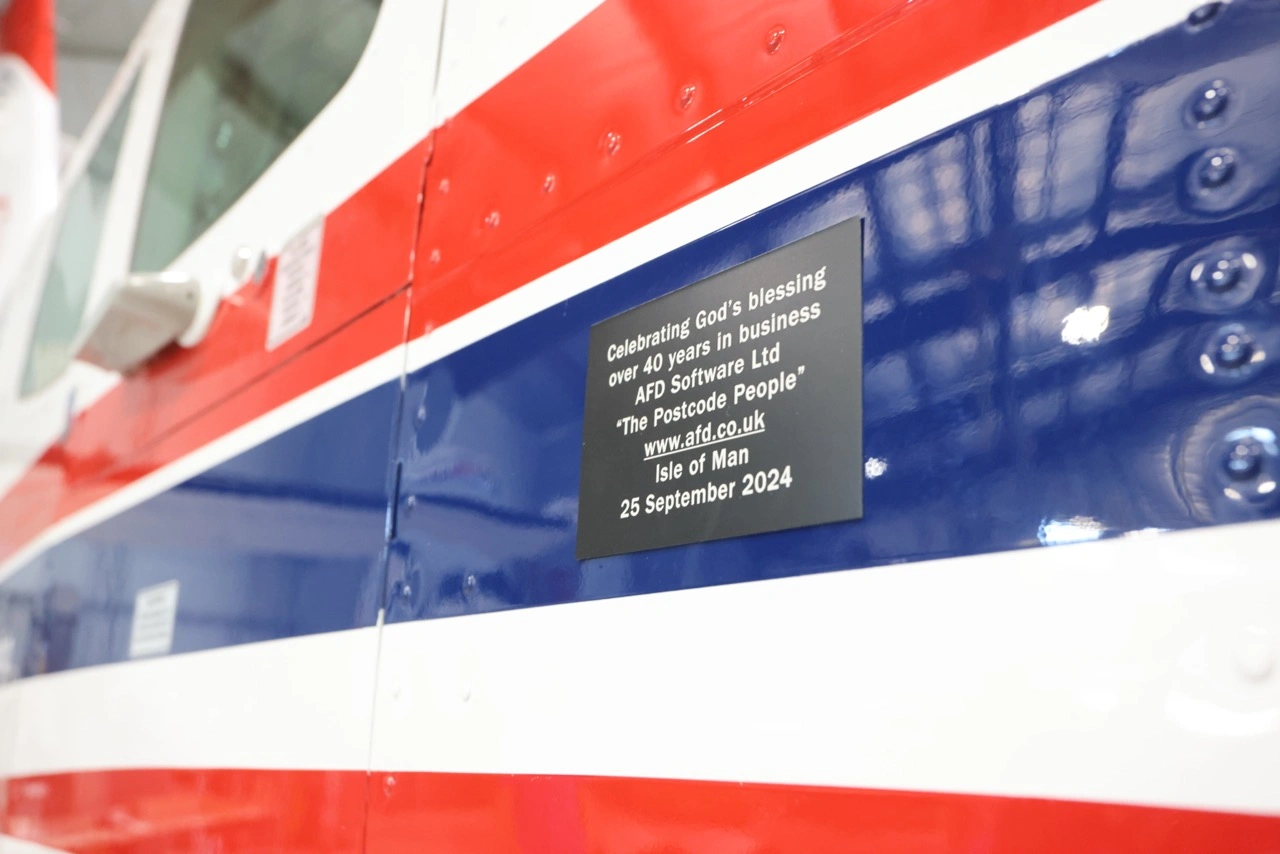 Celebrating God's blessing
over 40 years in business
AFD Software Ltd
"The Postcode People"
www.afd.co.uk
Isle of Man
25 September 2024